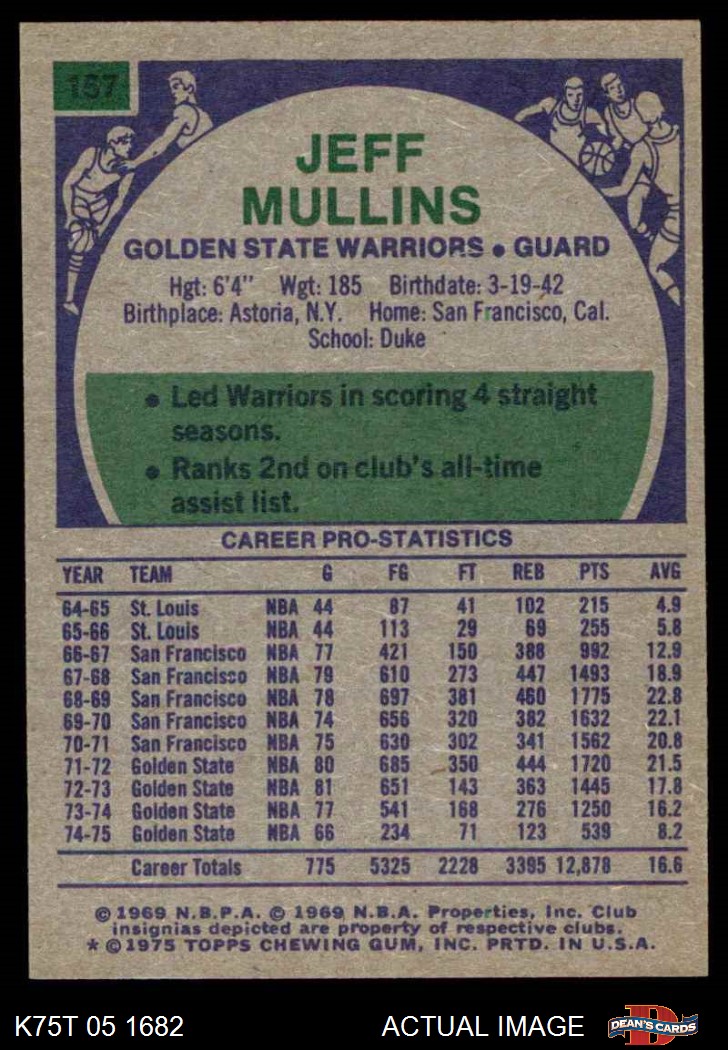 157
JEFF
MULLINS
GOLDEN STATE WARRIORS • GUARD
Hgt: 6'4" Wgt: 185 Birthdate: 3-19-42
Birthplace: Astoria, N.Y. Home: San Francisco, Cal.
School: Duke
• Led Warriors in scoring 4 straight
seasons.
• Ranks 2nd on club's all-time
assist list.
CAREER PRO-STATISTICS
YEAR TEAM G FG FT REB PTS AVG
64-65 St. Louis NBA 44 87 41 102 215 4.9
65-66 St. Louis NBA 44 113 29 69 255 5.8
66-67 San Francisco NBA 77 421 150 388 992 12.9
67-68 San Francisco NBA 79 610 273 447 1493 18.9
68-69 San Francisco NBA 78 697 381 460 1775 22.8
69-70 San Francisco NBA 74 656 320 382 1632 22.1
70-71 San Francisco NBA 75 630 302 341 1562 20.8
71-72 Golden State NBA 80 685 350 444 1720 21.5
72-73 Golden State NBA 81 651 143 363 1445 17.8
73-74 Golden State NBA 77 541 168 276 1250 16.2
74-75 Golden State NBA 66 234 71 123 539 8.2
Career Totals 775 5325 2228 3395 12,878 16.6
© 1969 N.B.P.A. © 1969 N.B.A. Properties, Inc. Club
insignias depicted are property of respective clubs.
* © 1975 TOPPS CHEWING GUM, INC. PRTD. IN U.S.A.
K75T 05 1682 ACTUAL IMAGE
D
DEAN'S CARDS